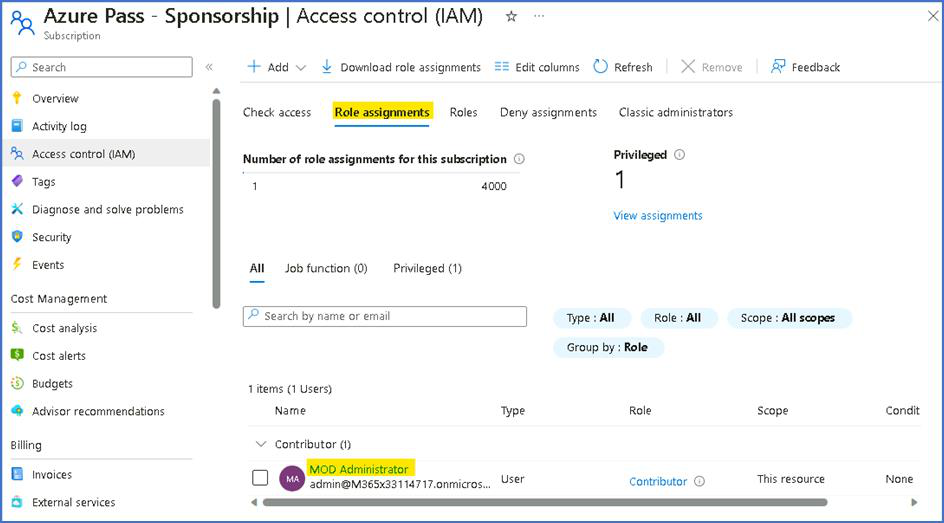 Azure Pass - Sponsorship | Access control (IAM) ☆ ...
Subscription
Search
Overview
Activity log
Access control (IAM)
Tags
Diagnose and solve problems
Security
Events
Cost Management
Cost analysis
Cost alerts
Budgets
Advisor recommendations
Billing
Invoices
External services
Add Download role assignments Edit columns Refresh Remove Feedback
Check access Role assignments Roles Deny assignments Classic administrators
Number of role assignments for this subscription
1 4000
Privileged
1
View assignments
All Job function (0) Privileged (1)
Search by name or email
Type : All Role : All Scope : All scopes
Group by : Role
1 items (1 Users)
Name Type Role Scope Condit
Contributor (1)
MA MOD Administrator
admin@M365x33114717.onmicros... User Contributor This resource None